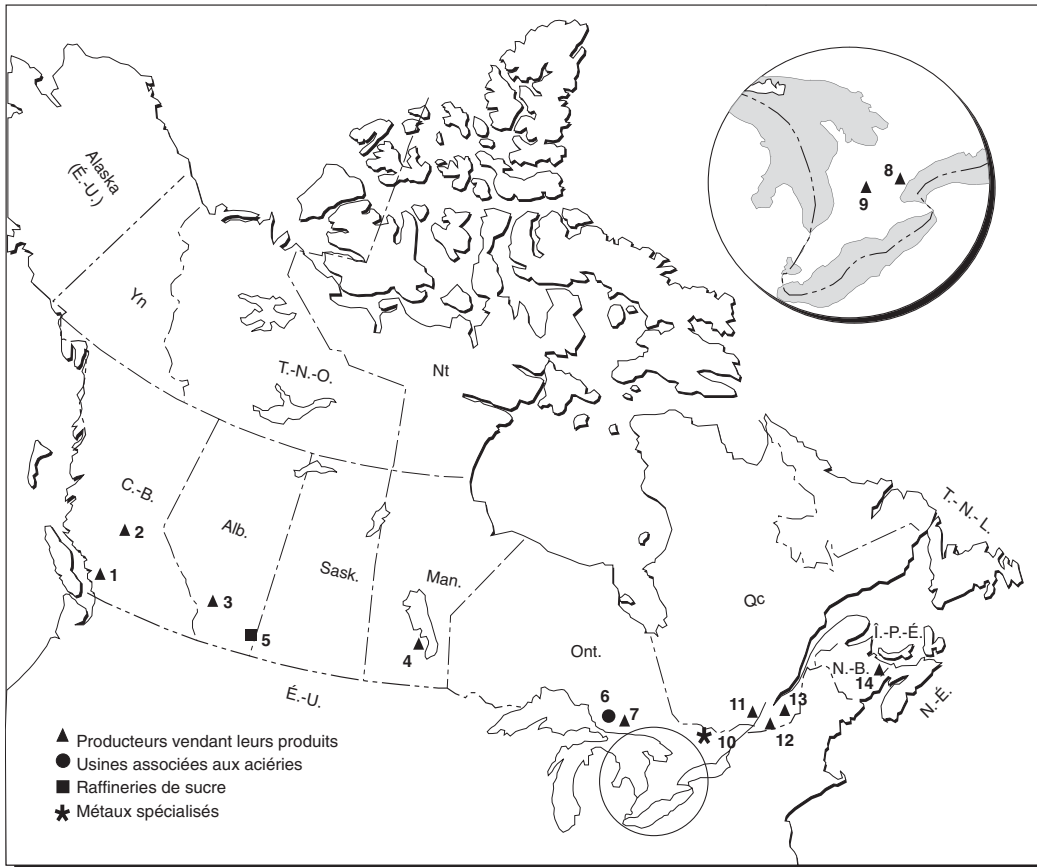 Alaska
(É.-U.)
Yn
T.-N.-O.
Nt
8
9
C.-B.
2
Alb.
1
3
Sask.
Man.
5
4
É.-U.
Ont.
Qc
T.-N.-L.
Î.-P.-É.
N.-B.
14
N.-É.
6
7
11
13
12
10
Producteurs vendant leurs produits
Usines associées aux aciéries
Raffineries de sucre
Métaux spécialisés